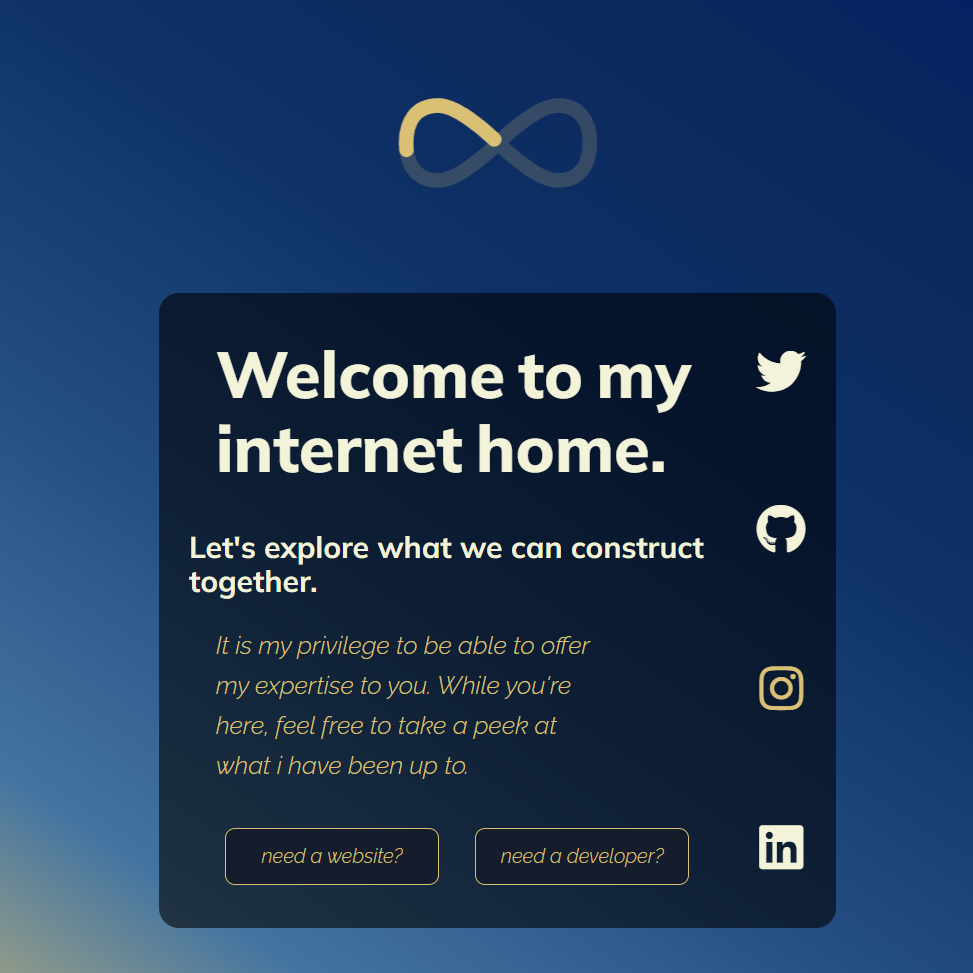 Welcome to my
internet home.
Let's explore what we can construct
together.
It is my privilege to be able to offer
my expertise to you. While you're
here, feel free to take a peek at
what i have been up to.
need a website?
need a developer?
in